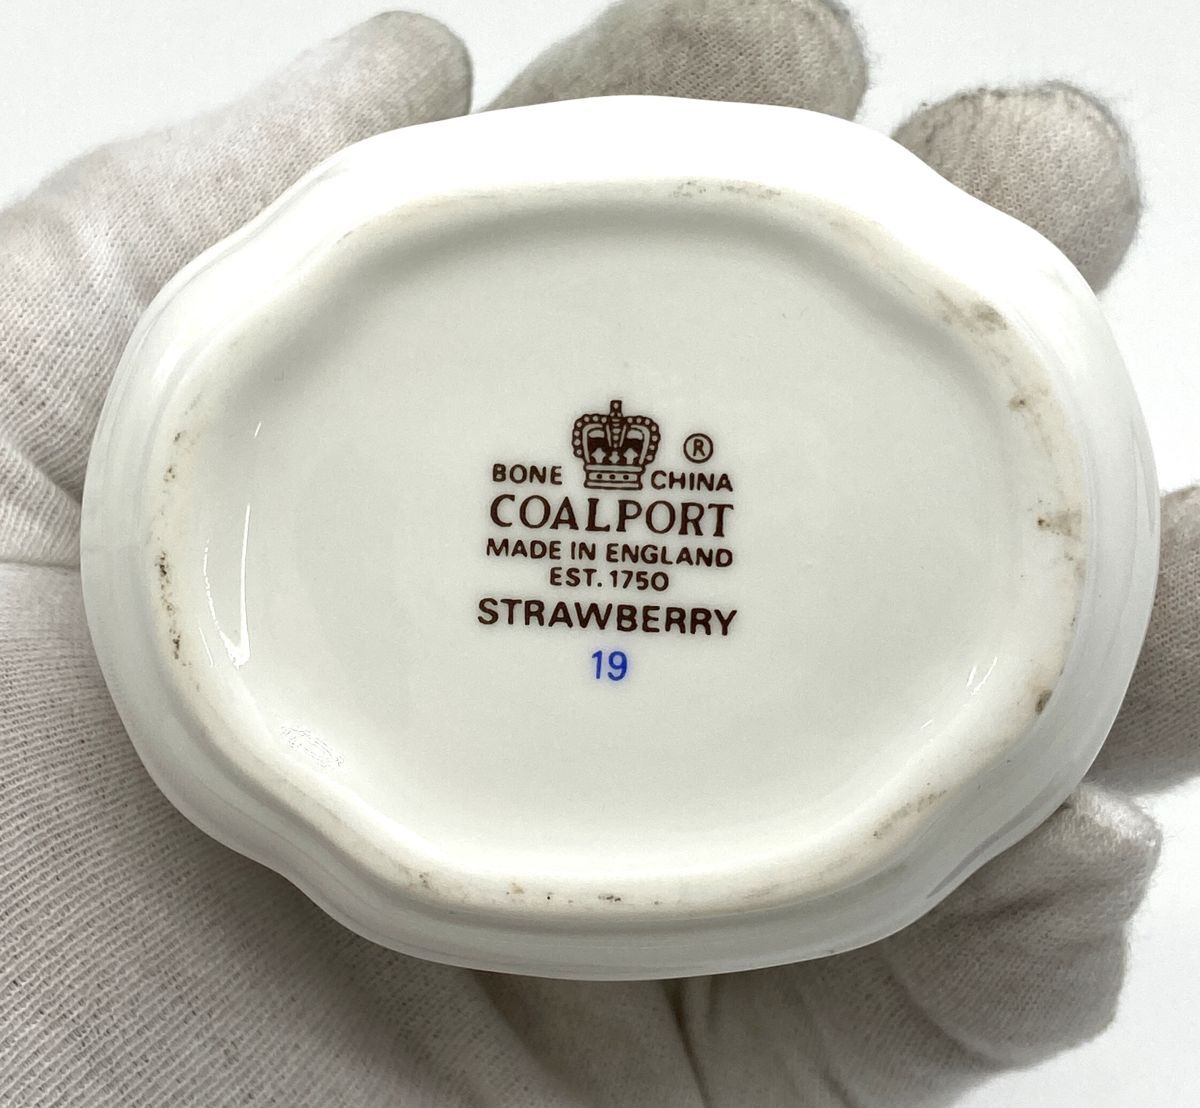 ®
BONE CHINA
COALPORT
MADE IN ENGLAND
EST. 1750
STRAWBERRY
19